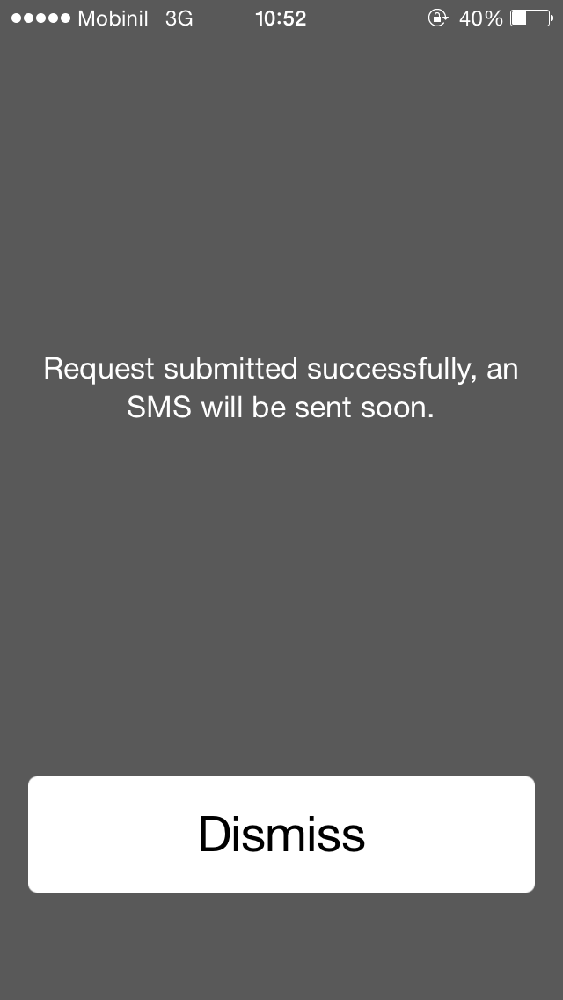 Mobinil 3G 10:52 40%
Request submitted successfully, an
SMS will be sent soon.
Dismiss